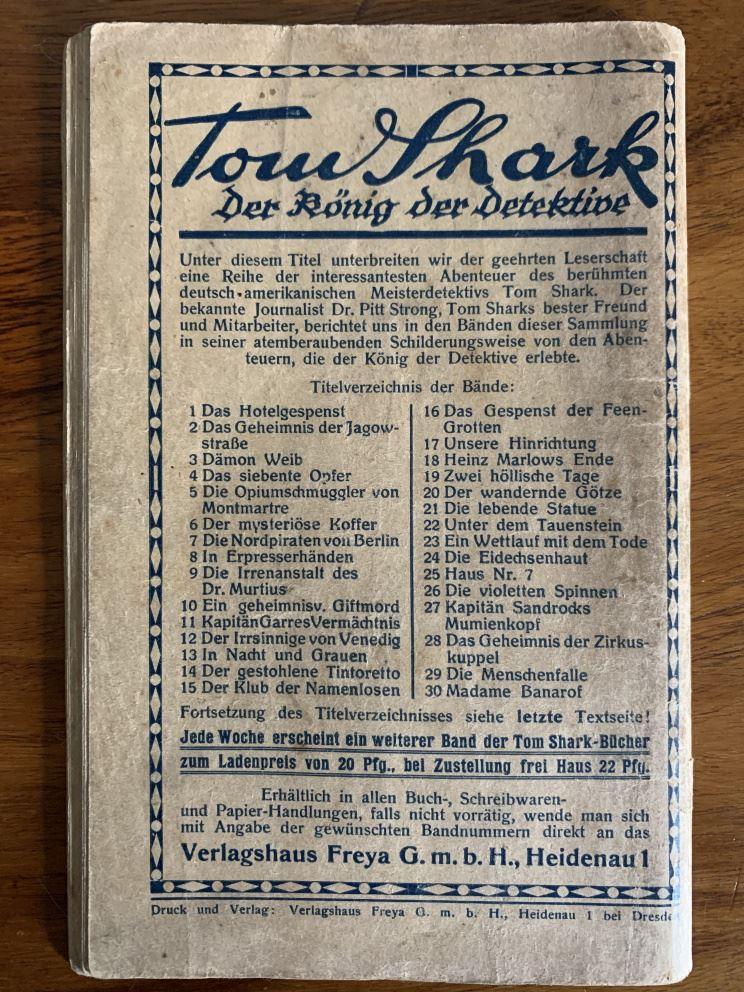 Tom Shark
Der König der Detektive
Unter diesem Titel unterbreiten wir der geehrten Leserschaft
eine Reihe der interessantesten Abenteuer des berühmten
deutsch-amerikanischen Meisterdetektivs Tom Shark. Der
bekannte Journalist Dr. Pitt Strong, Tom Sharks bester Freund
und Mitarbeiter, berichtet uns in den Bänden dieser Sammlung
in seiner atemberaubenden Schilderungsweise von den Aben-
teuern, die der König der Detektive erlebte.
Titelverzeichnis der Bände:
1 Das Hotelgespenst
2 Das Geheimnis der Jagow-
straße
3 Dämon Weib
4 Das siebente Opfer
5 Die Opiumschmuggler von
Montmartre
6 Der mysteriöse Koffer
7 Die Nordpiraten von Berlin
8 In Erpresserhänden
9 Die Irrenanstalt des
Dr. Murtius
10 Ein geheimnisv. Giftmord
11 Kapitän Garres Vermächtnis
12 Der Irrsinnige von Venedig
13 In Nacht und Grauen
14 Der gestohlene Tintoretto
15 Der Klub der Namenlosen
16 Das Gespenst der Feen-
Grotten
17 Unsere Hinrichtung
18 Heinz Marlows Ende
19 Zwei höllische Tage
20 Der wandernde Götze
21 Die lebende Statue
22 Unter dem Tauenstein
23 Ein Wettlauf mit dem Tode
24 Die Eidechsenhaut
25 Haus Nr. 7
26 Die violetten Spinnen
27 Kapitän Sandrocks
Mumienkopf
28 Das Geheimnis der Zirkus-
kuppel
29 Die Menschenfalle
30 Madame Banarof
Fortsetzung des Titelverzeichnisses siehe letzte Textseite!
Jede Woche erscheint ein weiterer Band der Tom Shark-Bücher
zum Ladenpreis von 20 Pfg., bei Zustellung frei Haus 22 Pfg.
Erhältlich in allen Buch-, Schreibwaren-
und Papier-Handlungen, falls nicht vorrätig, wende man sich
mit Angabe der gewünschten Bandnummern direkt an das
Verlagshaus Freya G. m. b. H., Heidenau 1
Druck und Verlag: Verlagshaus Freya G. m. b. H., Heidenau 1 bei Dresde